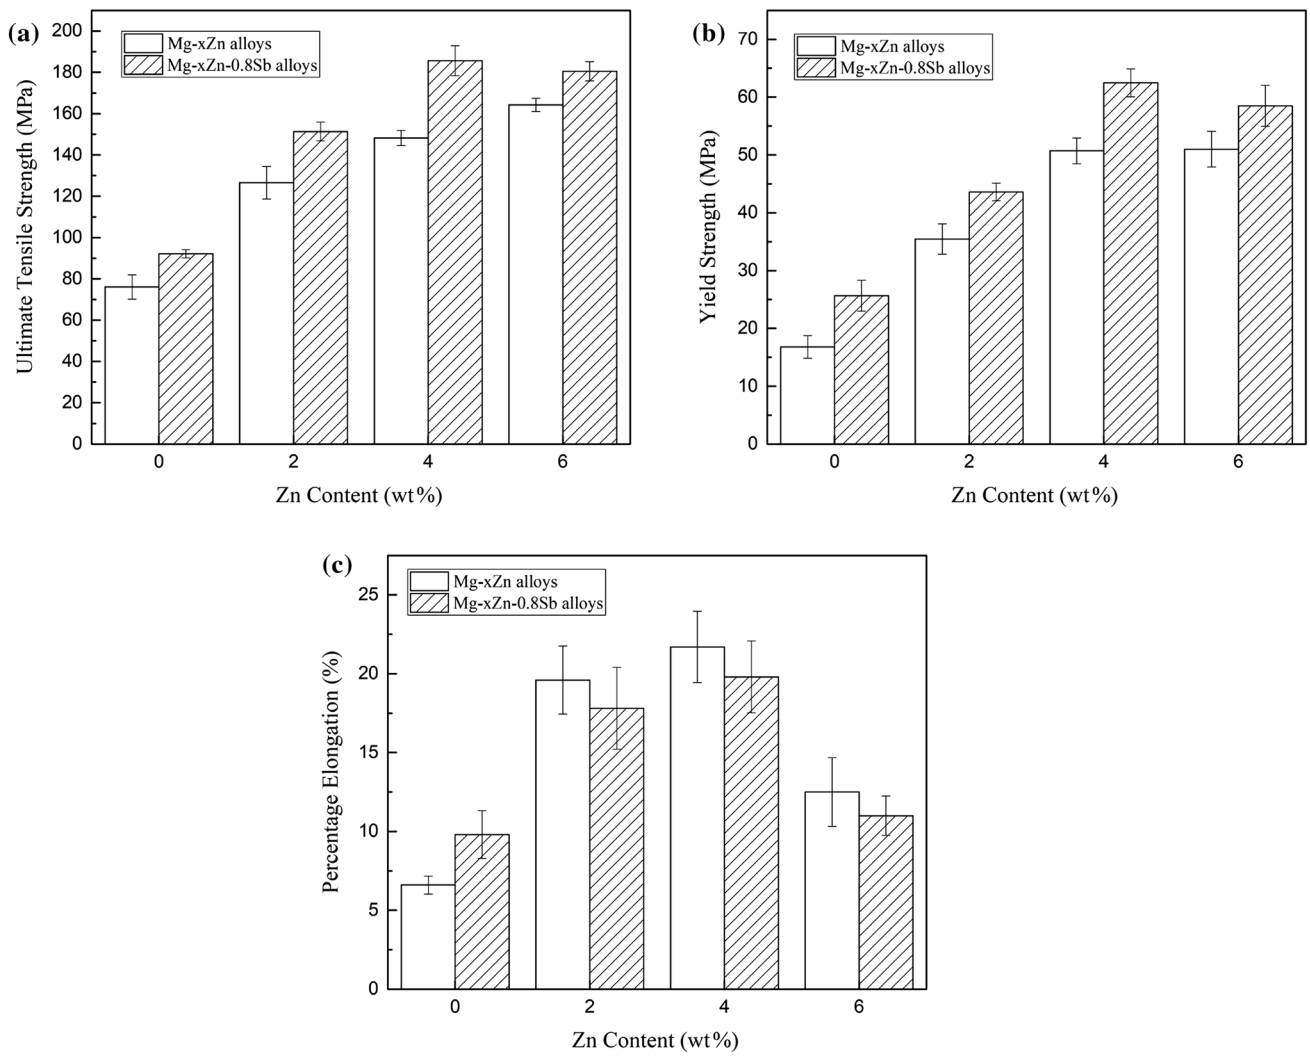 (a)
Mg-xZn alloys
Mg-xZn-0.8Sb alloys
Ultimate Tensile Strength (MPa)
200
180
160
140
120
100
80
60
40
20
0
0 2 4 6
Zn Content (wt%)
(b)
Mg-xZn alloys
Mg-xZn-0.8Sb alloys
Yield Strength (MPa)
70
60
50
40
30
20
10
0
0 2 4 6
Zn Content (wt%)
(c)
Mg-xZn alloys
Mg-xZn-0.8Sb alloys
Percentage Elongation (%)
25
20
15
10
5
0
0 2 4 6
Zn Content (wt%)